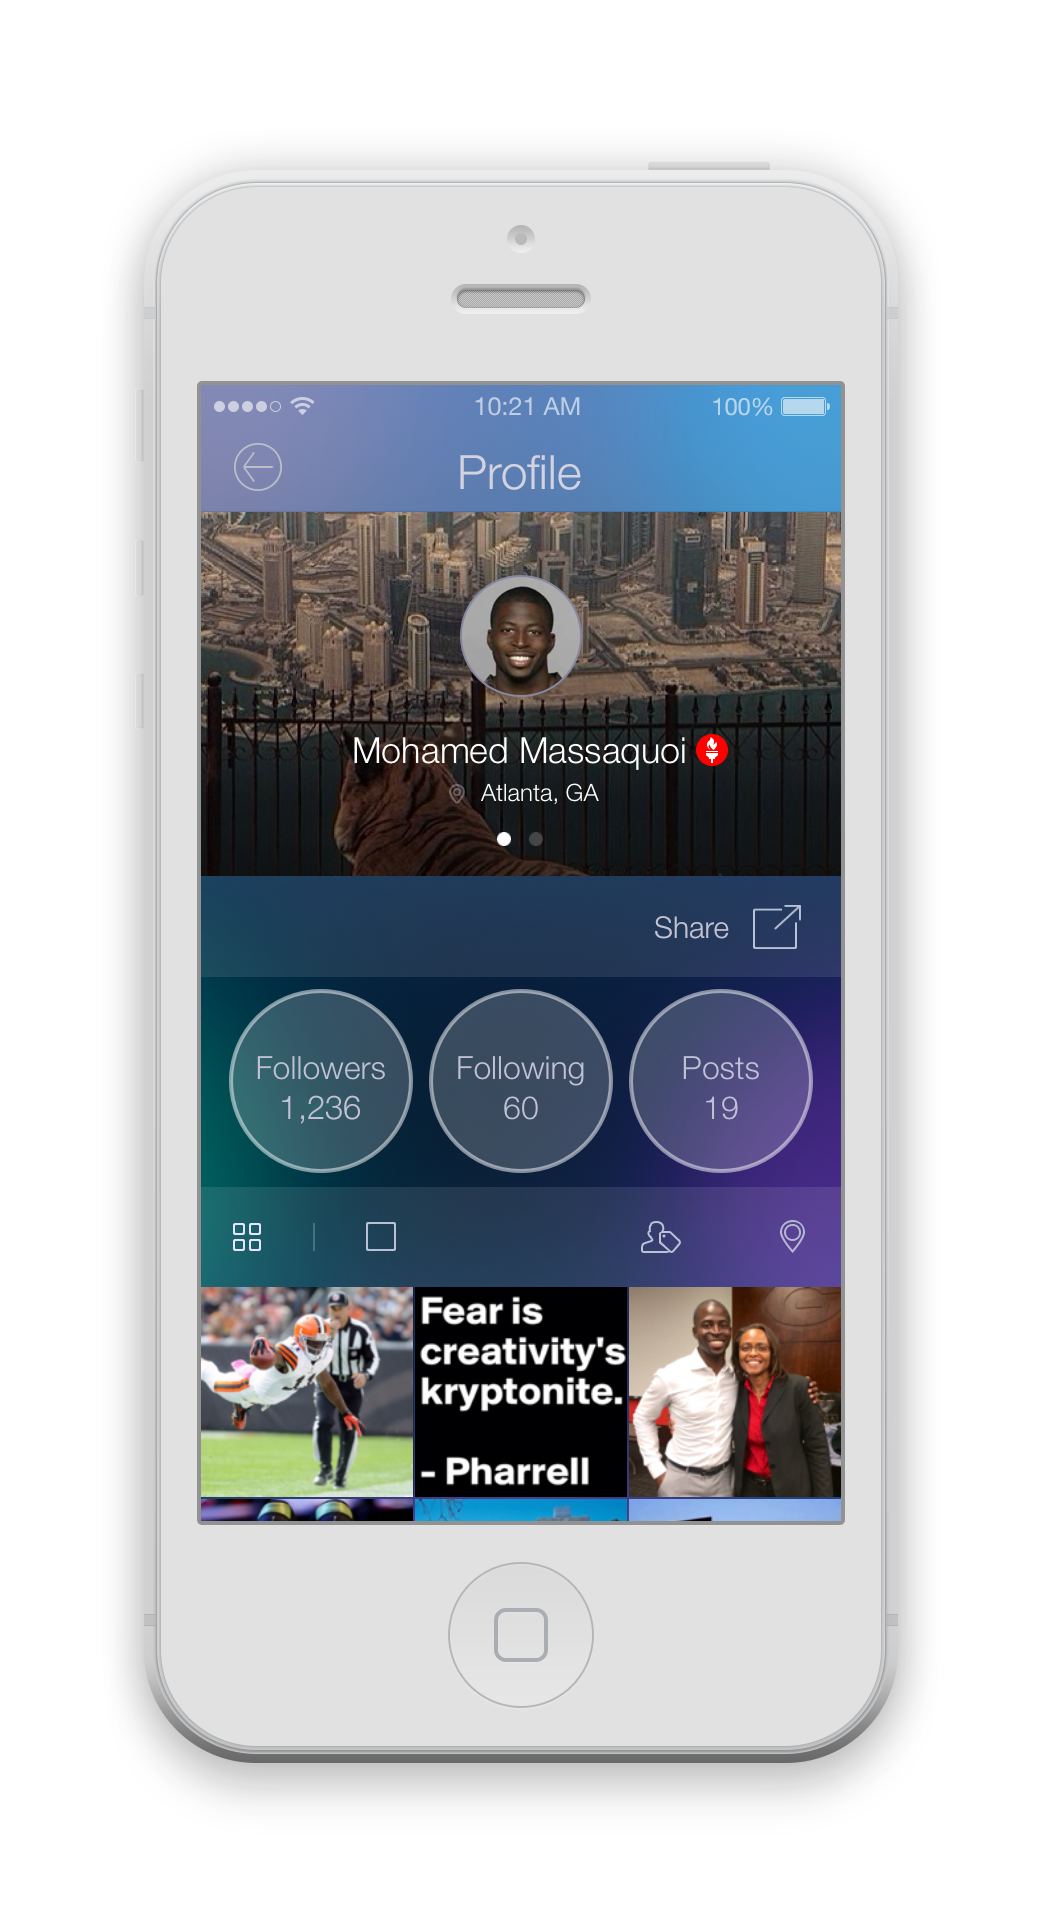 10:21 AM
100%
Profile
Mohamed Massaquoi
Atlanta, GA
Share
Followers
1,236
Following
60
Posts
19
Fear is
creativity's
kryptonite.
- Pharrell